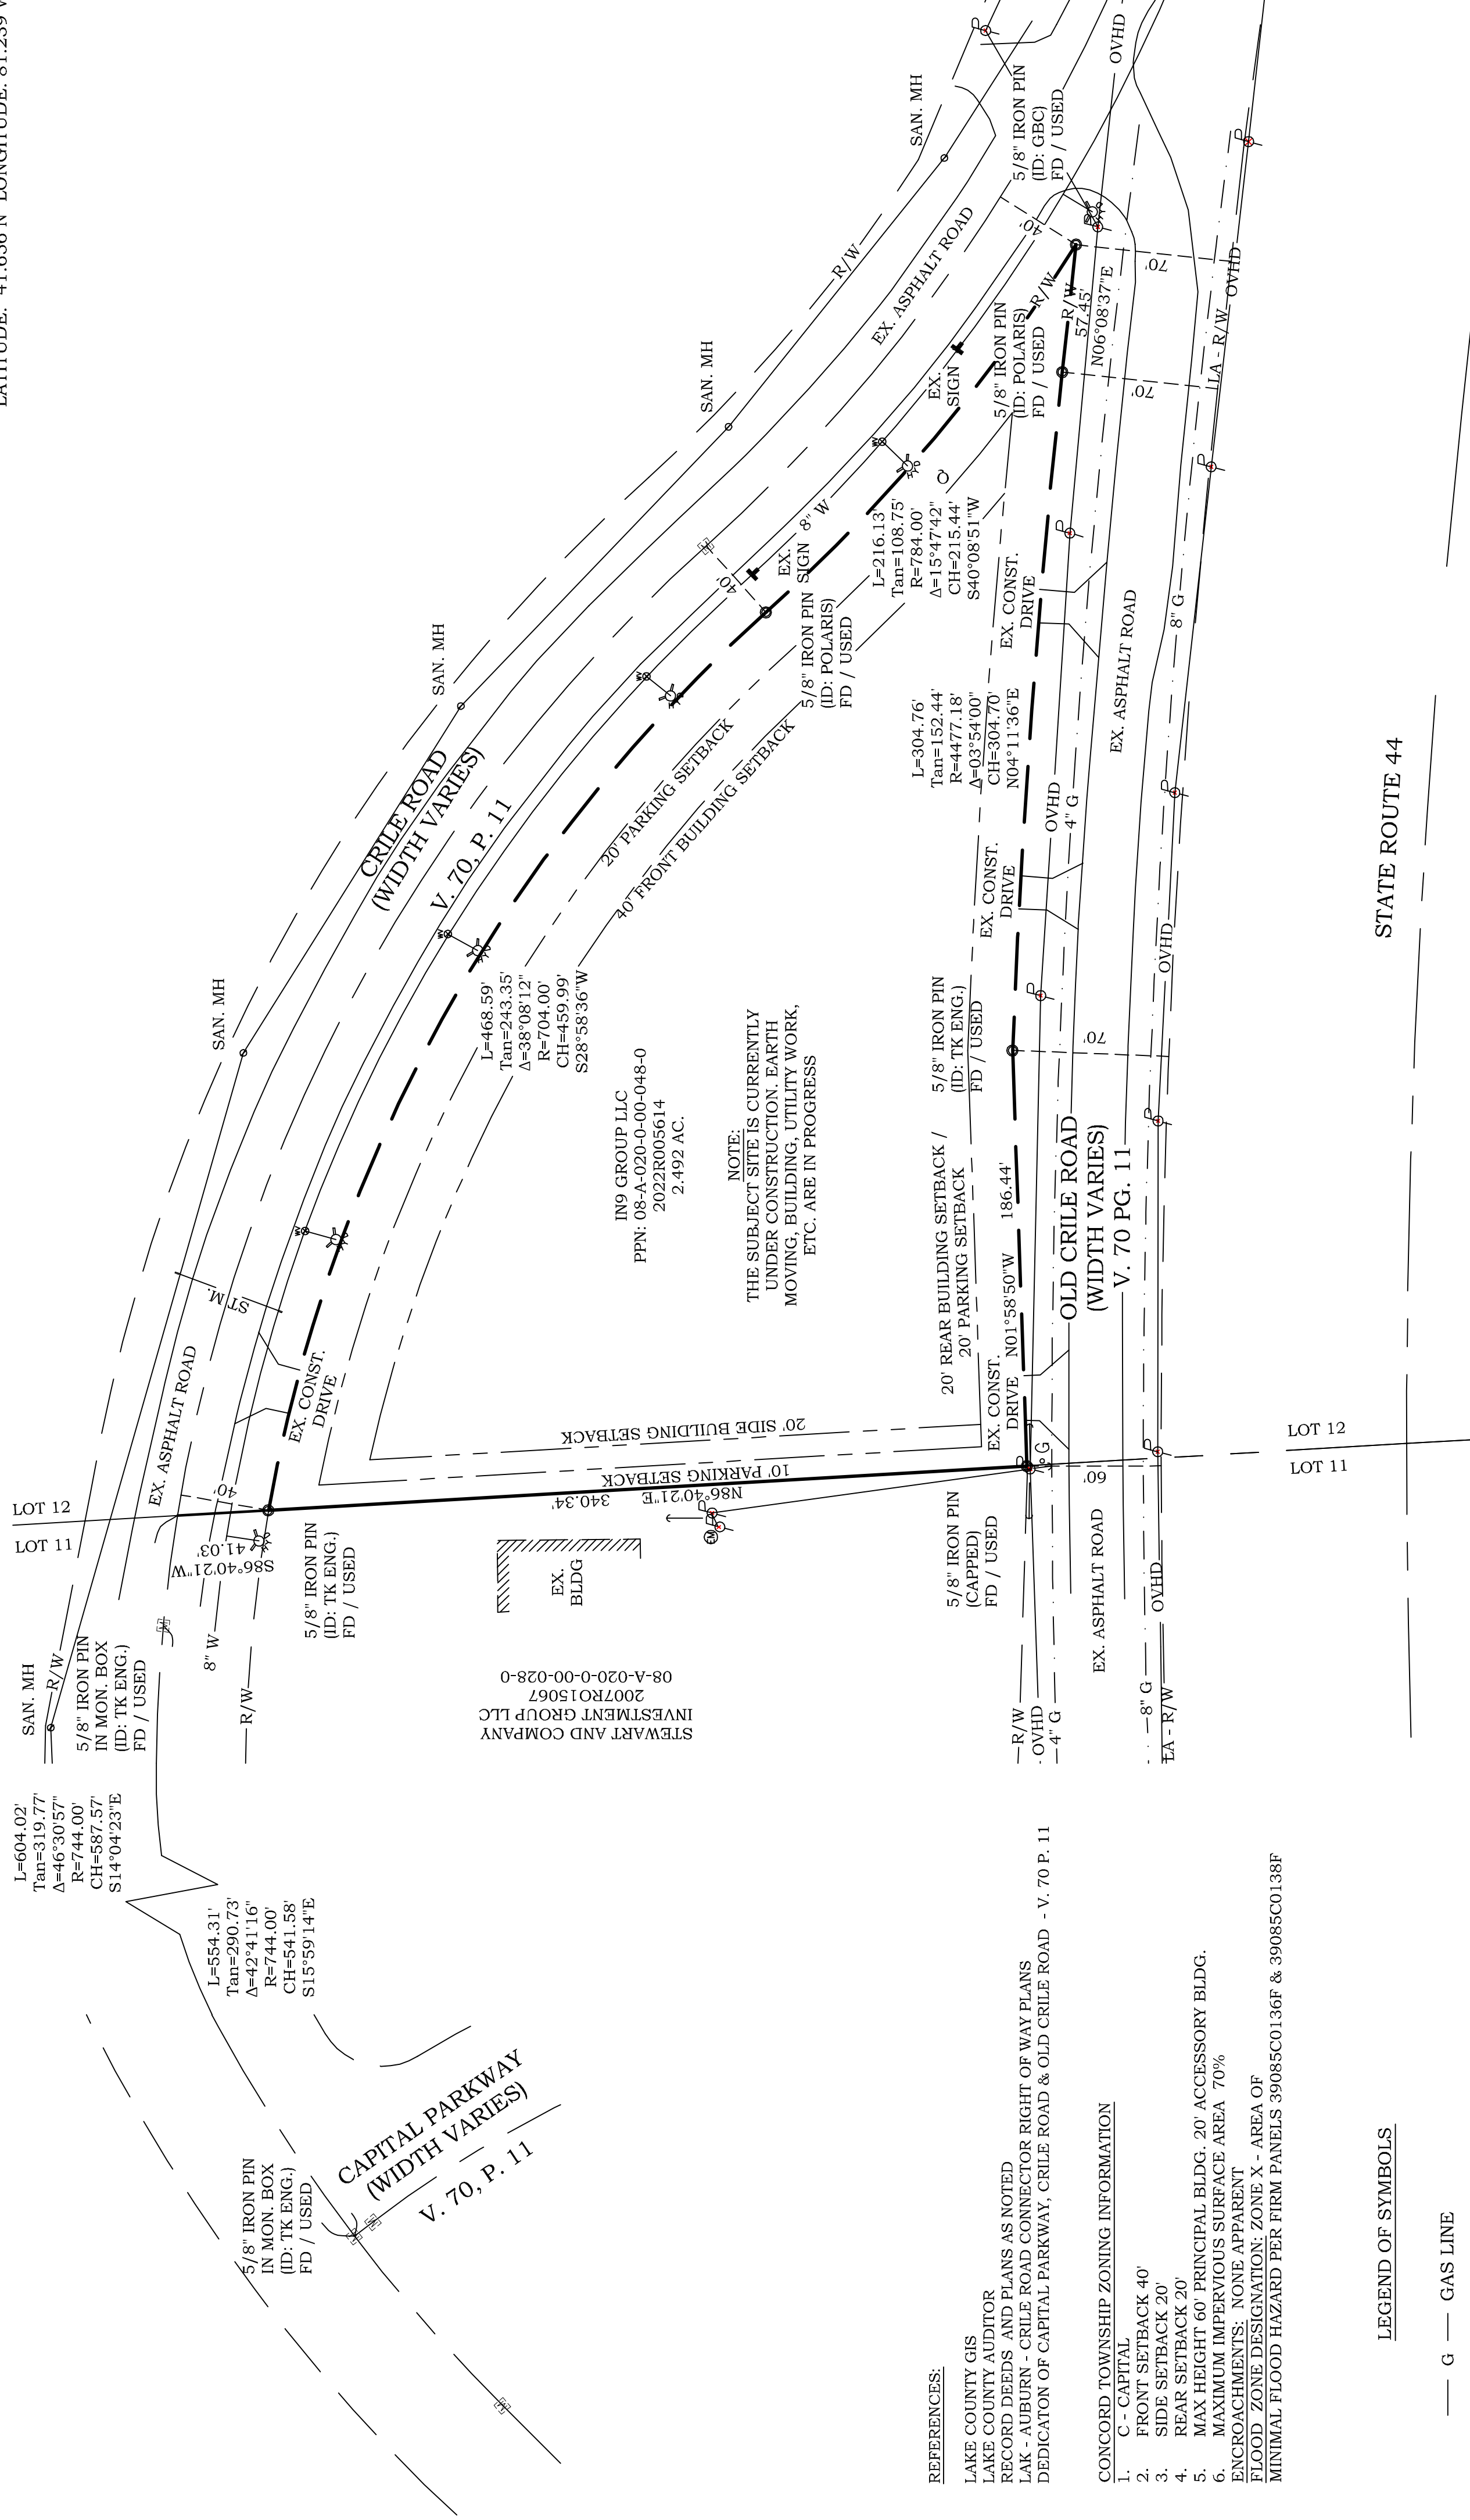 LATITUDE: 41.656 N LONGITUDE: 81.239
SAN. MH
R/W
5/8" IRON PIN
IN MON. BOX
(ID: TK ENG.)
FD / USED
L=604.02'
Tan=319.77'
Δ=46°30'57"
R=744.00'
CH=587.57'
S14°04'23"E
L=554.31'
Tan=290.73'
Δ=42°41'16"
R=744.00'
CH=541.58'
S15°59'14"E
5/8" IRON PIN
IN MON. BOX
(ID: TK ENG.)
FD / USED
CAPITAL PARKWAY
(WIDTH VARIES)
V. 70, P. 11
LOT 12
LOT 11
EX. ASPHALT ROAD
40'
41.03'
S86°40'21"W
8" W
R/W
5/8" IRON PIN
(ID: TK ENG.)
FD / USED
ST M.
EX. CONST.
DRIVE
SAN. MH
SAN. MH
SAN. MH
SAN. MH
CRILE ROAD
(WIDTH VARIES)
V. 70, P. 11
R/W
EX. ASPHALT ROAD
40'
8" W
EX.
SIGN
EX.
SIGN
5/8" IRON PIN
(ID: POLARIS)
FD / USED
20' PARKING SETBACK
40' FRONT BUILDING SETBACK
L=468.59'
Tan=243.35'
Δ=38°08'12"
R=704.00'
CH=459.99'
S28°58'36"W
L=216.13'
Tan=108.75'
R=784.00'
Δ=15°47'42"
CH=215.44'
S40°08'51"W
5/8" IRON PIN
(ID: POLARIS)
FD / USED
5/8" IRON PIN
(ID: GBC)
FD / USED
40'
R/W
R/W
57.45'
N06°08'37"E
70'
70'
OVHD
OVHD
LA - R/W
IN9 GROUP LLC
PPN: 08-A-020-0-00-048-0
2022R005614
2.492 AC.
NOTE:
THE SUBJECT SITE IS CURRENTLY
UNDER CONSTRUCTION. EARTH
MOVING, BUILDING, UTILITY WORK,
ETC. ARE IN PROGRESS
20' SIDE BUILDING SETBACK
10' PARKING SETBACK
N86°40'21"E
340.34'
EX.
BLDG
STEWART AND COMPANY
INVESTMENT GROUP LLC
2007RO15067
08-A-020-0-00-028-0
5/8" IRON PIN
(CAPPED)
FD / USED
20' REAR BUILDING SETBACK /
20' PARKING SETBACK
EX. CONST.
DRIVE
N01°58'50"W
186.44'
5/8" IRON PIN
(ID: TK ENG.)
FD / USED
EX. CONST.
DRIVE
EX. CONST.
DRIVE
L=304.76'
Tan=152.44'
R=4477.18'
Δ=03°54'00"
CH=304.70'
N04°11'36"E
OVHD
4" G
OLD CRILE ROAD
(WIDTH VARIES)
V. 70 PG. 11
70'
60'
EX. ASPHALT ROAD
8" G
OVHD
R/W
OVHD
4" G
EX. ASPHALT ROAD
8" G
OVHD
LA - R/W
LOT 12
LOT 11
STATE ROUTE 44
REFERENCES:
LAKE COUNTY GIS
LAKE COUNTY AUDITOR
RECORD DEEDS AND PLANS AS NOTED
LAK - AUBURN - CRILE ROAD CONNECTOR RIGHT OF WAY PLANS
DEDICATON OF CAPITAL PARKWAY, CRILE ROAD & OLD CRILE ROAD - V. 70 P. 11
CONCORD TOWNSHIP ZONING INFORMATION
1. C - CAPITAL
2. FRONT SETBACK 40'
3. SIDE SETBACK 20'
4. REAR SETBACK 20'
5. MAX HEIGHT 60' PRINCIPAL BLDG. 20' ACCESSORY BLDG.
6. MAXIMUM IMPERVIOUS SURFACE AREA 70%
ENCROACHMENTS: NONE APPARENT
FLOOD ZONE DESIGNATION: ZONE X - AREA OF
MINIMAL FLOOD HAZARD PER FIRM PANELS 39085C0136F & 39085C0138F
LEGEND OF SYMBOLS
G GAS LINE